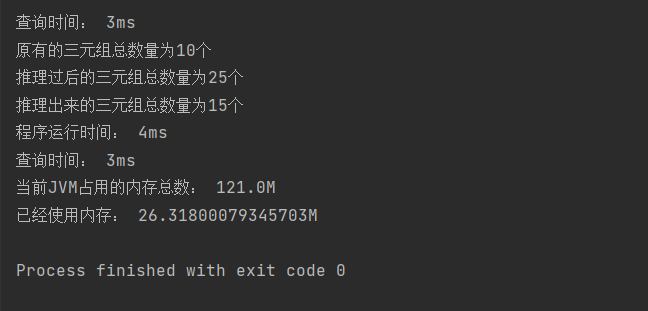 查询时间： 3ms
原有的三元组总数量为10个
推理过后的三元组总数量为25个
推理出来的三元组总数量为15个
程序运行时间： 4ms
查询时间： 3ms
当前JVM占用的内存总数： 121.0M
已经使用内存： 26.31800079345703M
Process finished with exit code 0